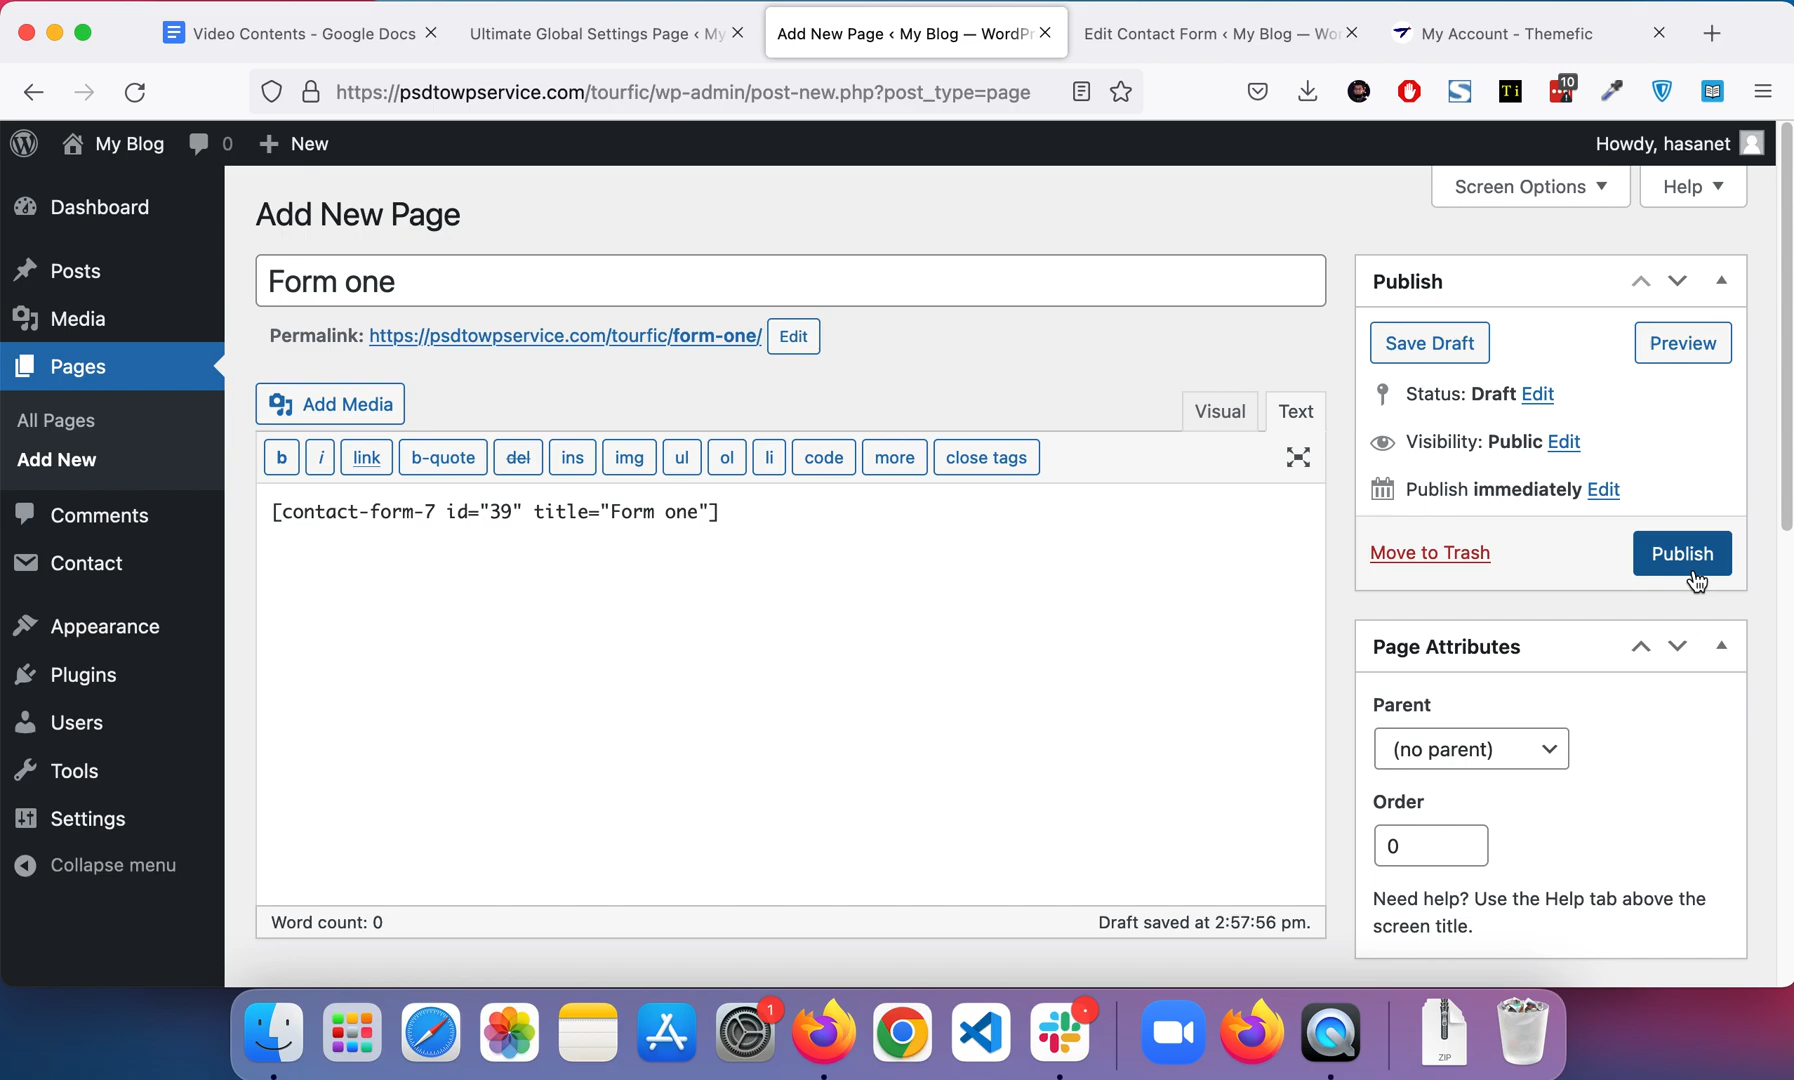 Video Contents - Google Docs
Ultimate Global Settings Page ‹ My
Add New Page ‹ My Blog — WordPr
Edit Contact Form ‹ My Blog — Wor
My Account - Themefic
https://psdtowpservice.com/tourfic/wp-admin/post-new.php?post_type=page
Ti
10
My Blog
0
New
Howdy, hasanet
Screen Options
Help
Dashboard
Posts
Media
Pages
All Pages
Add New
Comments
Contact
Appearance
Plugins
Users
Tools
Settings
Collapse menu
Add New Page
Form one
Permalink: https://psdtowpservice.com/tourfic/form-one/ Edit
Add Media
Visual
Text
b
i
link
b-quote
del
ins
img
ul
ol
li
code
more
close tags
[contact-form-7 id="39" title="Form one"]
Word count: 0
Draft saved at 2:57:56 pm.
Publish
Save Draft
Preview
Status: Draft Edit
Visibility: Public Edit
Publish immediately Edit
Move to Trash
Publish
Page Attributes
Parent
(no parent)
Order
0
Need help? Use the Help tab above the
screen title.
1
ZIP